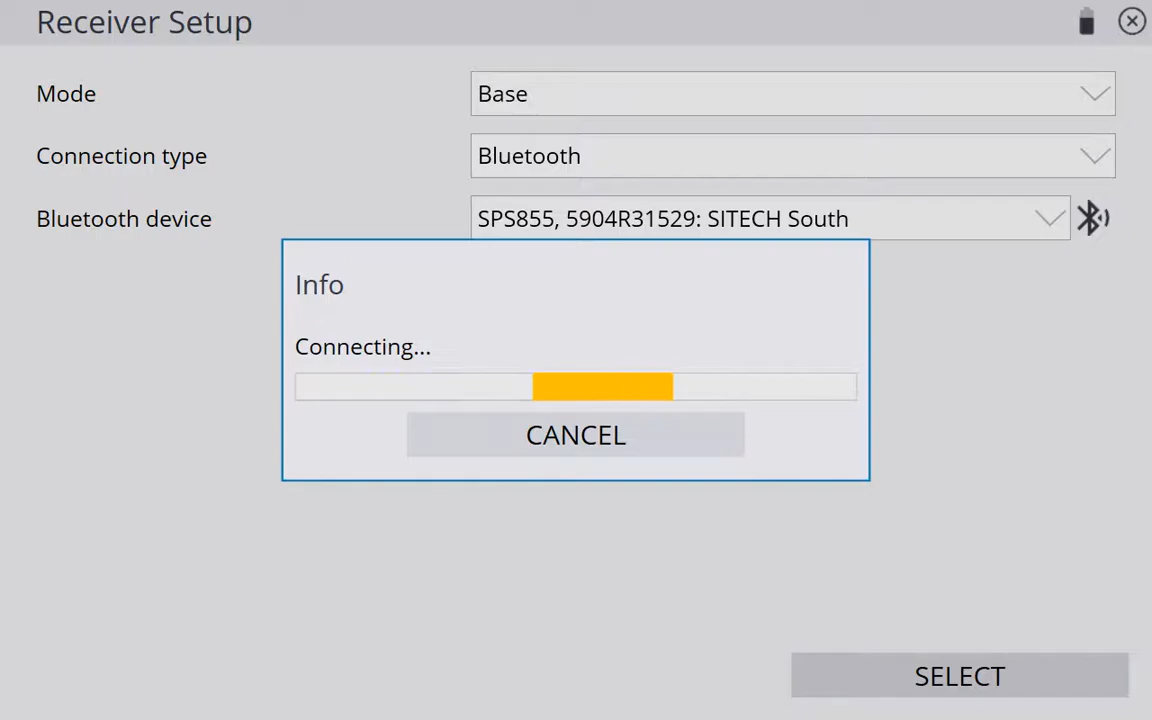 Receiver Setup
Mode
Base
Connection type
Bluetooth
Bluetooth device
SPS855, 5904R31529: SITECH South
Info
Connecting...
CANCEL
SELECT